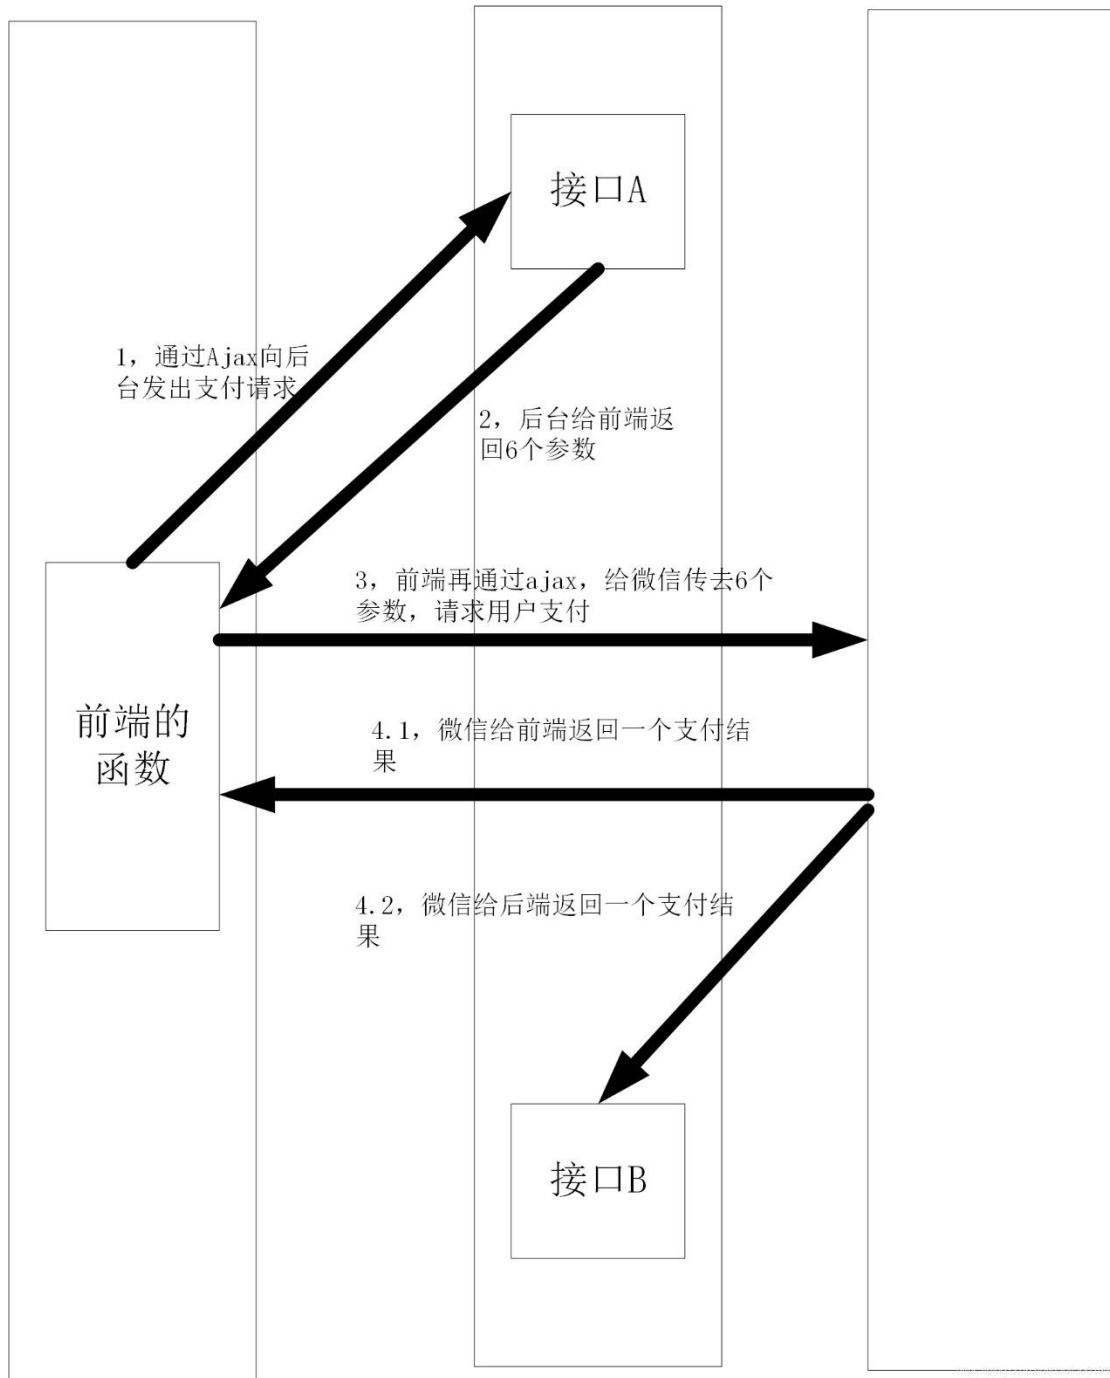 接口A
1，通过Ajax向后
台发出支付请求
2，后台给前端返
回6个参数
3，前端再通过ajax，给微信传去6个
参数，请求用户支付
前端的
函数
4.1，微信给前端返回一个支付结
果
4.2，微信给后端返回一个支付结
果
接口B